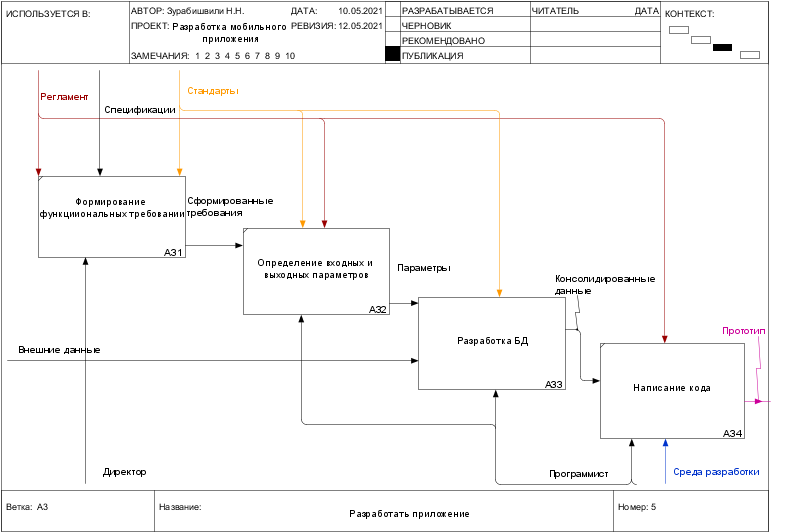 ИСПОЛЬЗУЕТСЯ В:
АВТОР: Зурабишвили Н.Н.
ДАТА: 10.05.2021
ПРОЕКТ: Разработка мобильного приложения
РЕВИЗИЯ: 12.05.2021
ЗАМЕЧАНИЯ: 1 2 3 4 5 6 7 8 9 10
РАЗРАБАТЫВАЕТСЯ
ЧЕРНОВИК
РЕКОМЕНДОВАНО
ПУБЛИКАЦИЯ
ЧИТАТЕЛЬ
ДАТА
КОНТЕКСТ:
Регламент
Спецификации
Стандарты
Формирование
функциональных требовании
A31
Сформированные
требования
Определение входных и
выходных параметров
A32
Параметры
Консолидированные
данные
Разработка БД
A33
Внешние данные
Прототип
Написание кода
A34
Директор
Программист
Среда разработки
Ветка: A3
Название:
Разработать приложение
Номер: 5